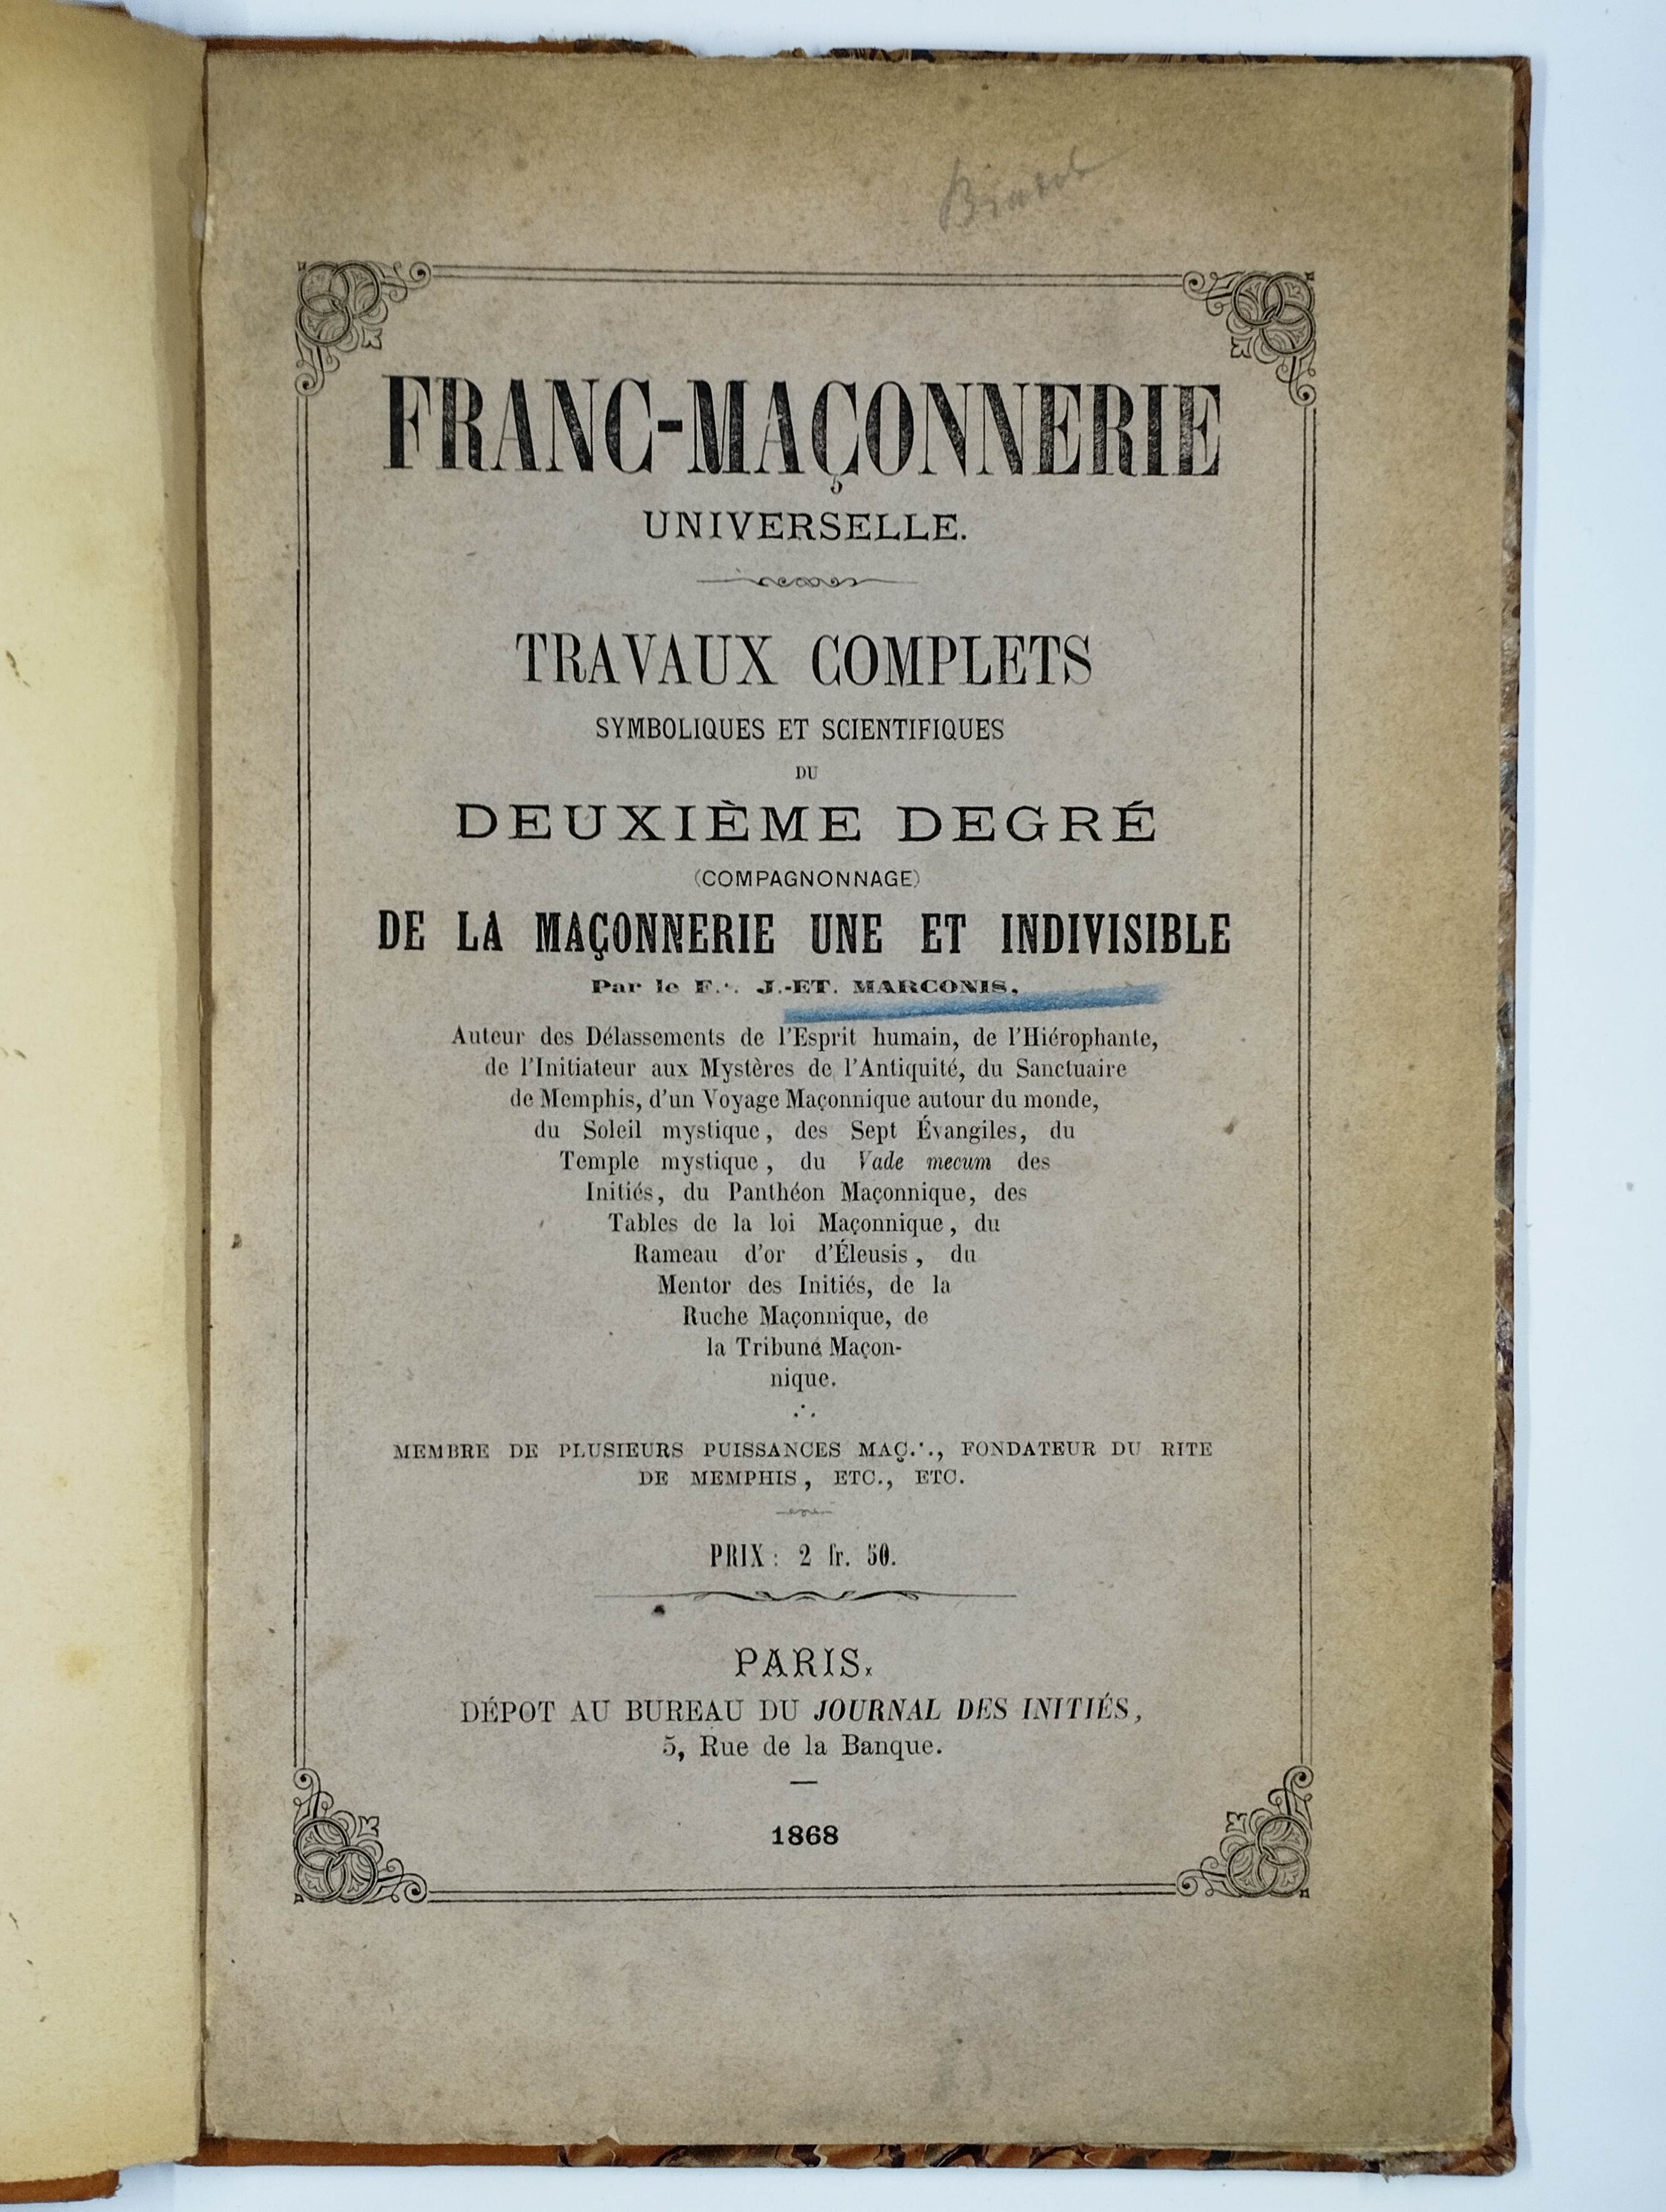 FRANC-MAÇONNERIE
UNIVERSELLE.
TRAVAUX COMPLETS
SYMBOLIQUES ET SCIENTIFIQUES
DU
DEUXIÈME DEGRÉ
(COMPAGNONNAGE)
DE LA MAÇONNERIE UNE ET INDIVISIBLE
Par le F∴ J.-ET. MARCONIS,
Auteur des Délassements de l'Esprit humain, de l'Hiérophante,
de l'Initiateur aux Mystères de l'Antiquité, du Sanctuaire
de Memphis, d'un Voyage Maçonnique autour du monde,
du Soleil mystique, des Sept Évangiles, du
Temple mystique, du Vade mecum des
Initiés, du Panthéon Maçonnique, des
Tables de la loi Maçonnique, du
Rameau d'or d'Éleusis, du
Mentor des Initiés, de la
Ruche Maçonnique, de
la Tribune Maçon-
nique.
∴
MEMBRE DE PLUSIEURS PUISSANCES MAÇ∴, FONDATEUR DU RITE
DE MEMPHIS, ETC., ETC.
PRIX : 2 fr. 50.
PARIS.
DÉPOT AU BUREAU DU JOURNAL DES INITIÉS,
5, Rue de la Banque.
1868